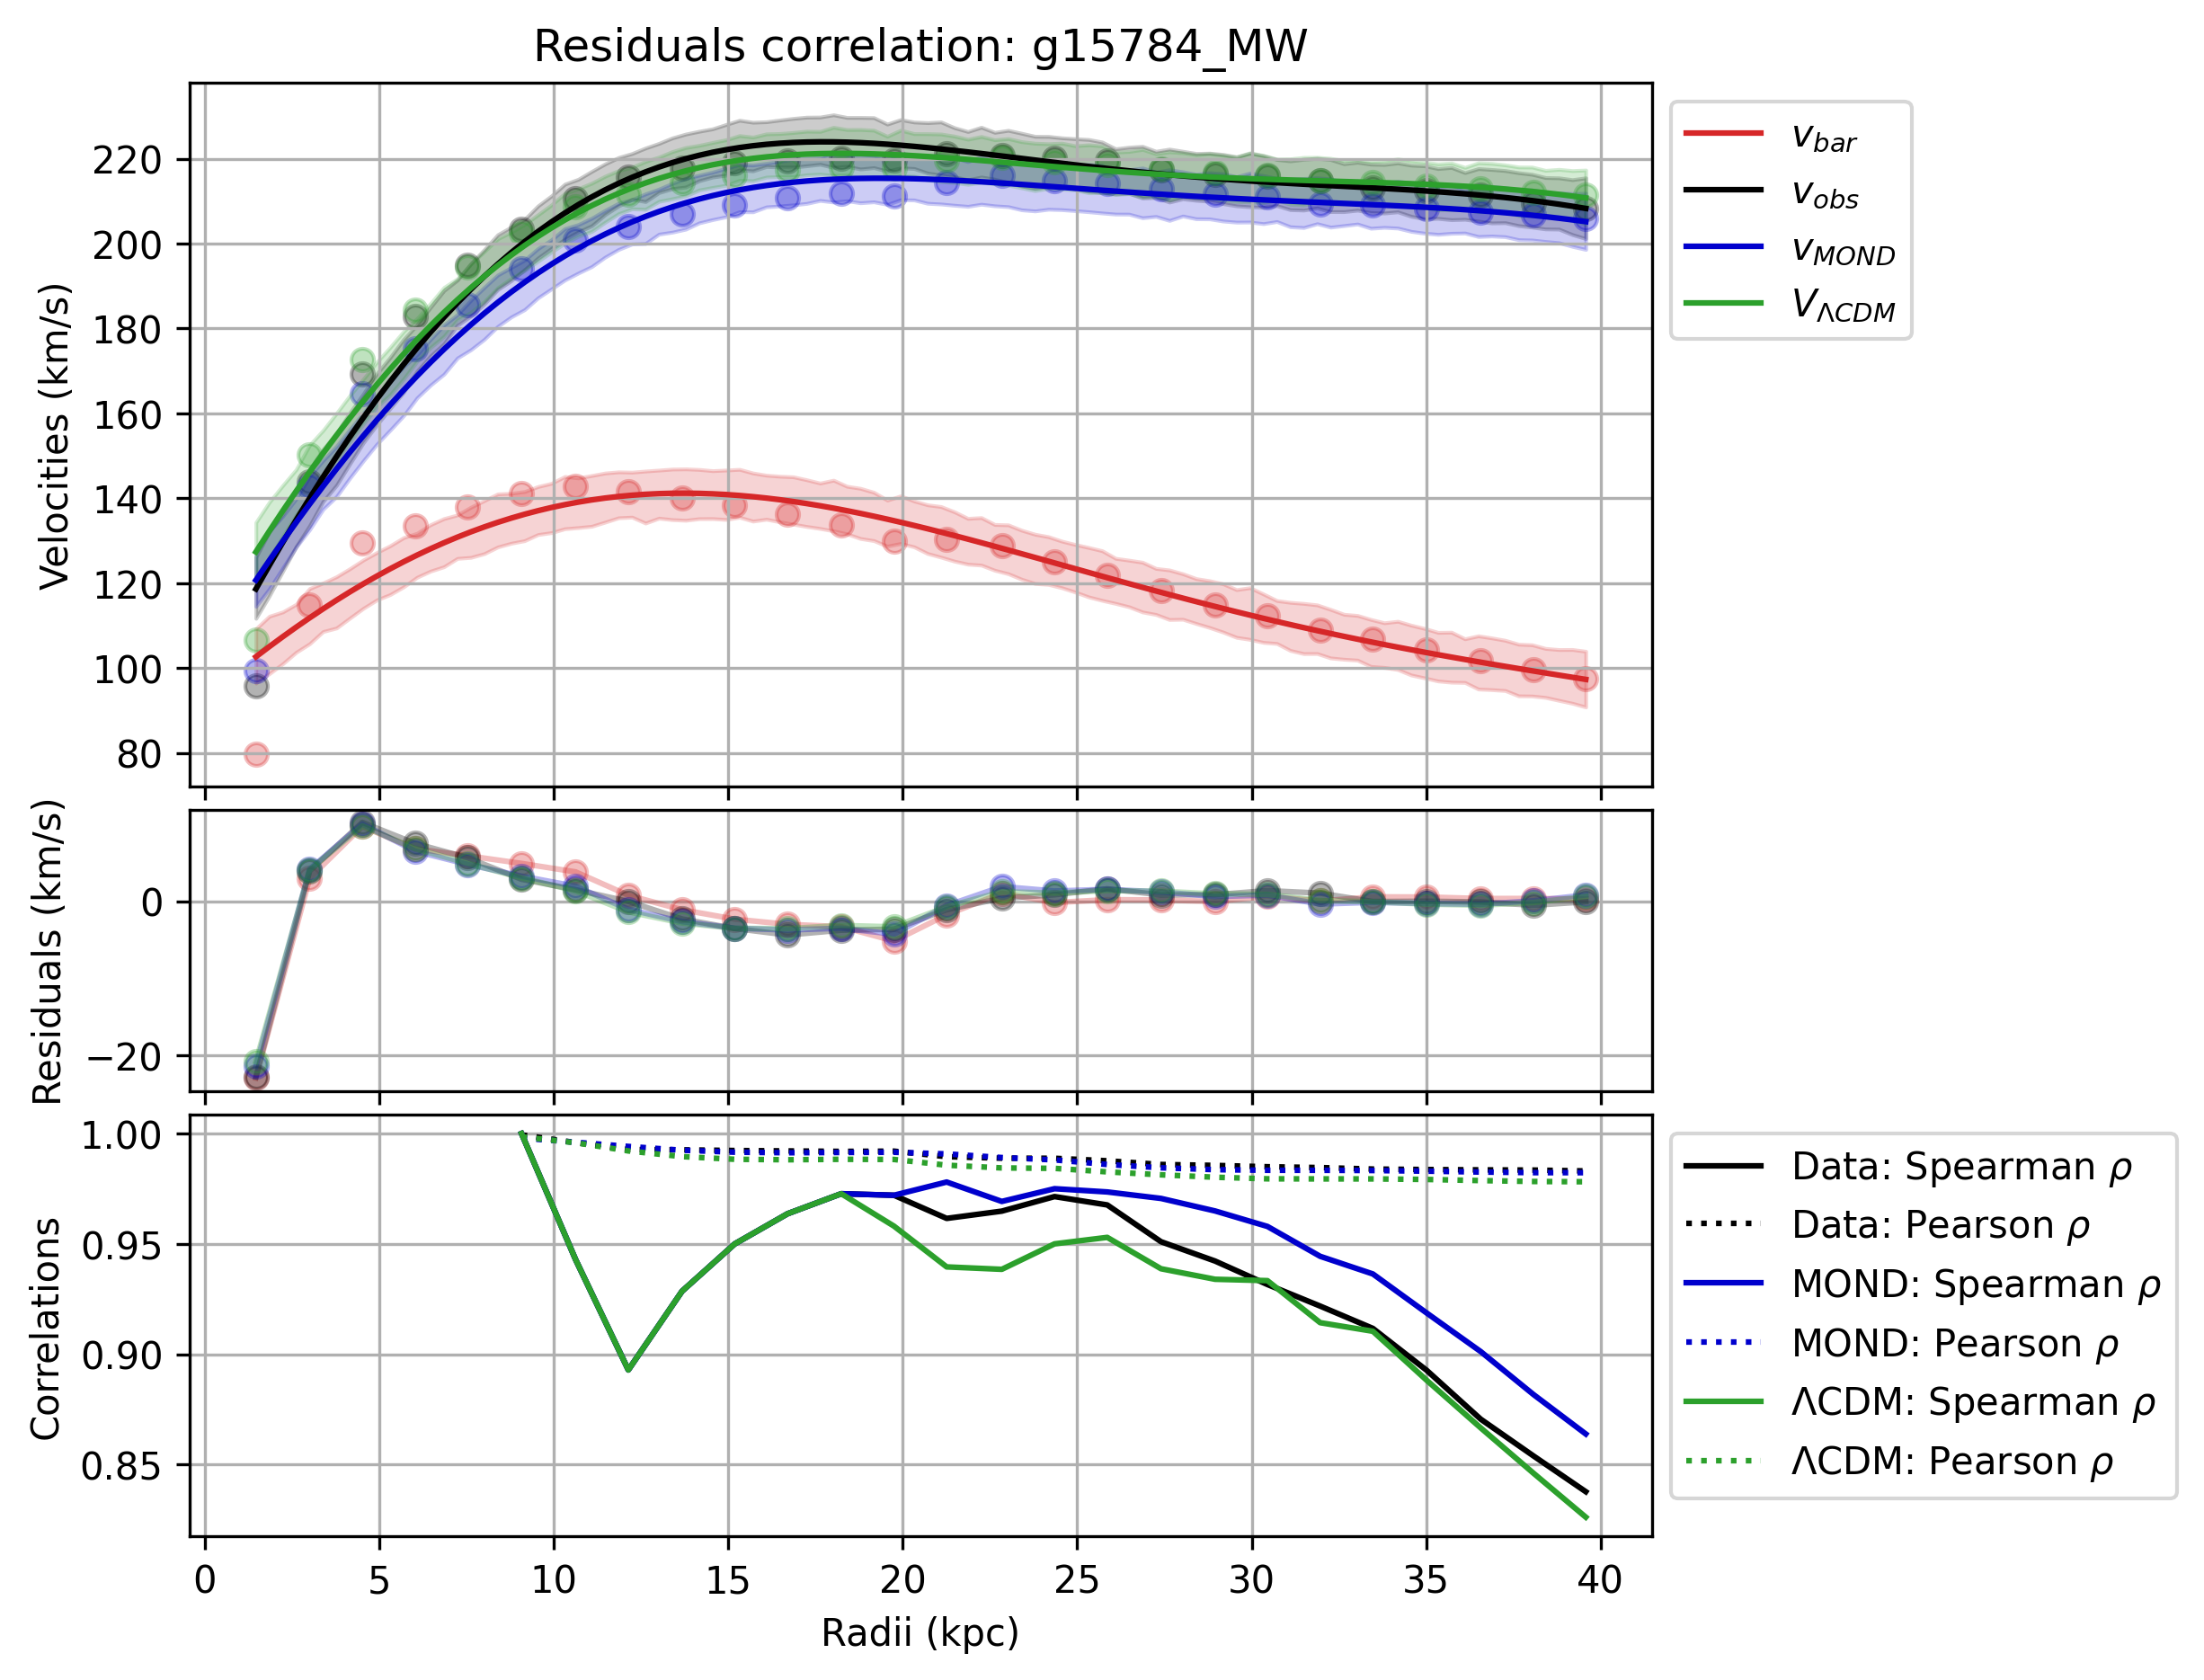 Residuals correlation: g15784_MW
Velocities (km/s)
220
200
180
160
140
120
100
80
v_bar
v_obs
v_MOND
V_ΛCDM
Residuals (km/s)
0
−20
Correlations
1.00
0.95
0.90
0.85
Data: Spearman ρ
Data: Pearson ρ
MOND: Spearman ρ
MOND: Pearson ρ
ΛCDM: Spearman ρ
ΛCDM: Pearson ρ
0 5 10 15 20 25 30 35 40
Radii (kpc)